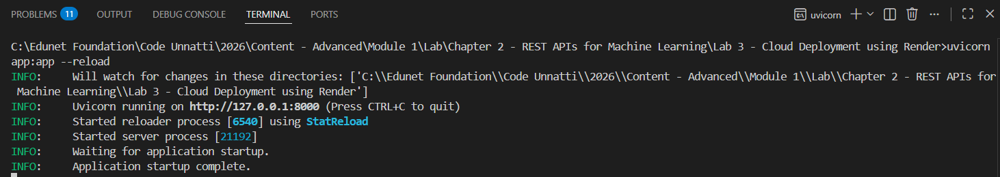 PROBLEMS 11 OUTPUT DEBUG CONSOLE TERMINAL PORTS uvicorn
C:\Edunet Foundation\Code Unnatti\2026\Content - Advanced\Module 1\Lab\Chapter 2 - REST APIs for Machine Learning\Lab 3 - Cloud Deployment using Render>uvicorn
app:app --reload
INFO: Will watch for changes in these directories: ['C:\\Edunet Foundation\\Code Unnatti\\2026\\Content - Advanced\\Module 1\\Lab\\Chapter 2 - REST APIs for
Machine Learning\\Lab 3 - Cloud Deployment using Render']
INFO: Uvicorn running on http://127.0.0.1:8000 (Press CTRL+C to quit)
INFO: Started reloader process [6540] using StatReload
INFO: Started server process [21192]
INFO: Waiting for application startup.
INFO: Application startup complete.